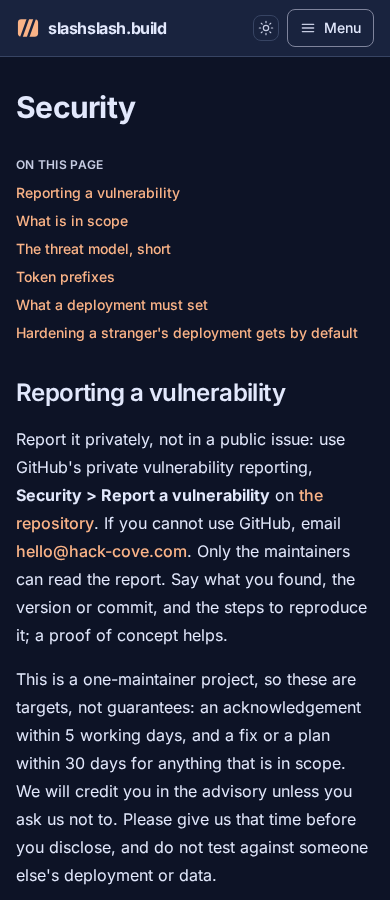 slashslash.build
Menu
Security
ON THIS PAGE
Reporting a vulnerability
What is in scope
The threat model, short
Token prefixes
What a deployment must set
Hardening a stranger's deployment gets by default
Reporting a vulnerability
Report it privately, not in a public issue: use
GitHub's private vulnerability reporting,
Security > Report a vulnerability on the
repository. If you cannot use GitHub, email
hello@hack-cove.com. Only the maintainers
can read the report. Say what you found, the
version or commit, and the steps to reproduce
it; a proof of concept helps.
This is a one-maintainer project, so these are
targets, not guarantees: an acknowledgement
within 5 working days, and a fix or a plan
within 30 days for anything that is in scope.
We will credit you in the advisory unless you
ask us not to. Please give us that time before
you disclose, and do not test against someone
else's deployment or data.